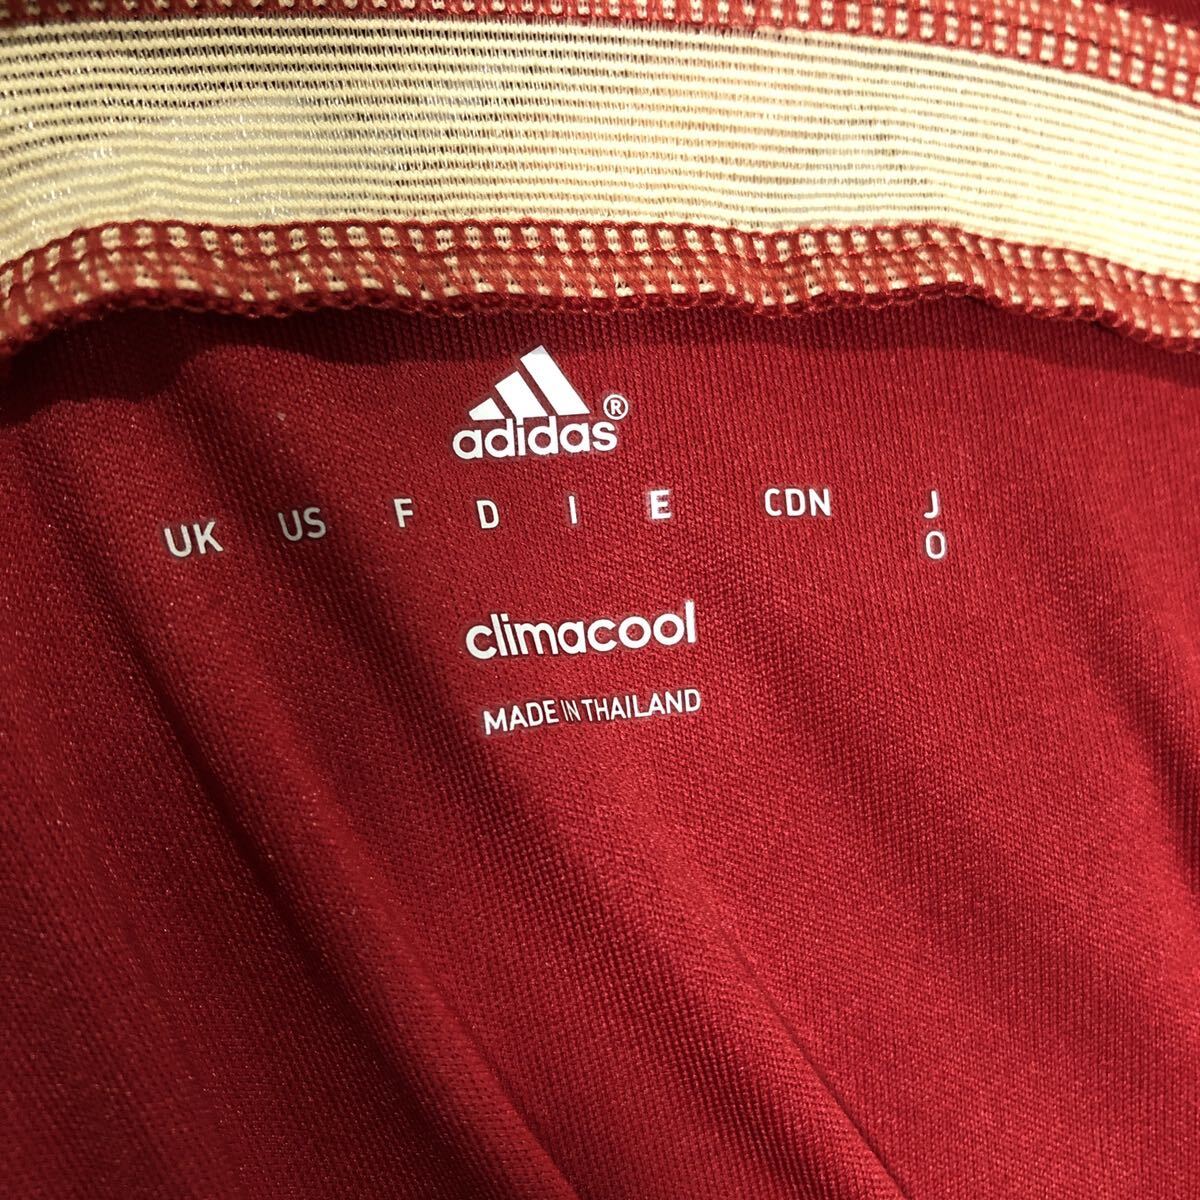 adidas®
UK US F D I E CDN J
O
climacool
MADE IN THAILAND